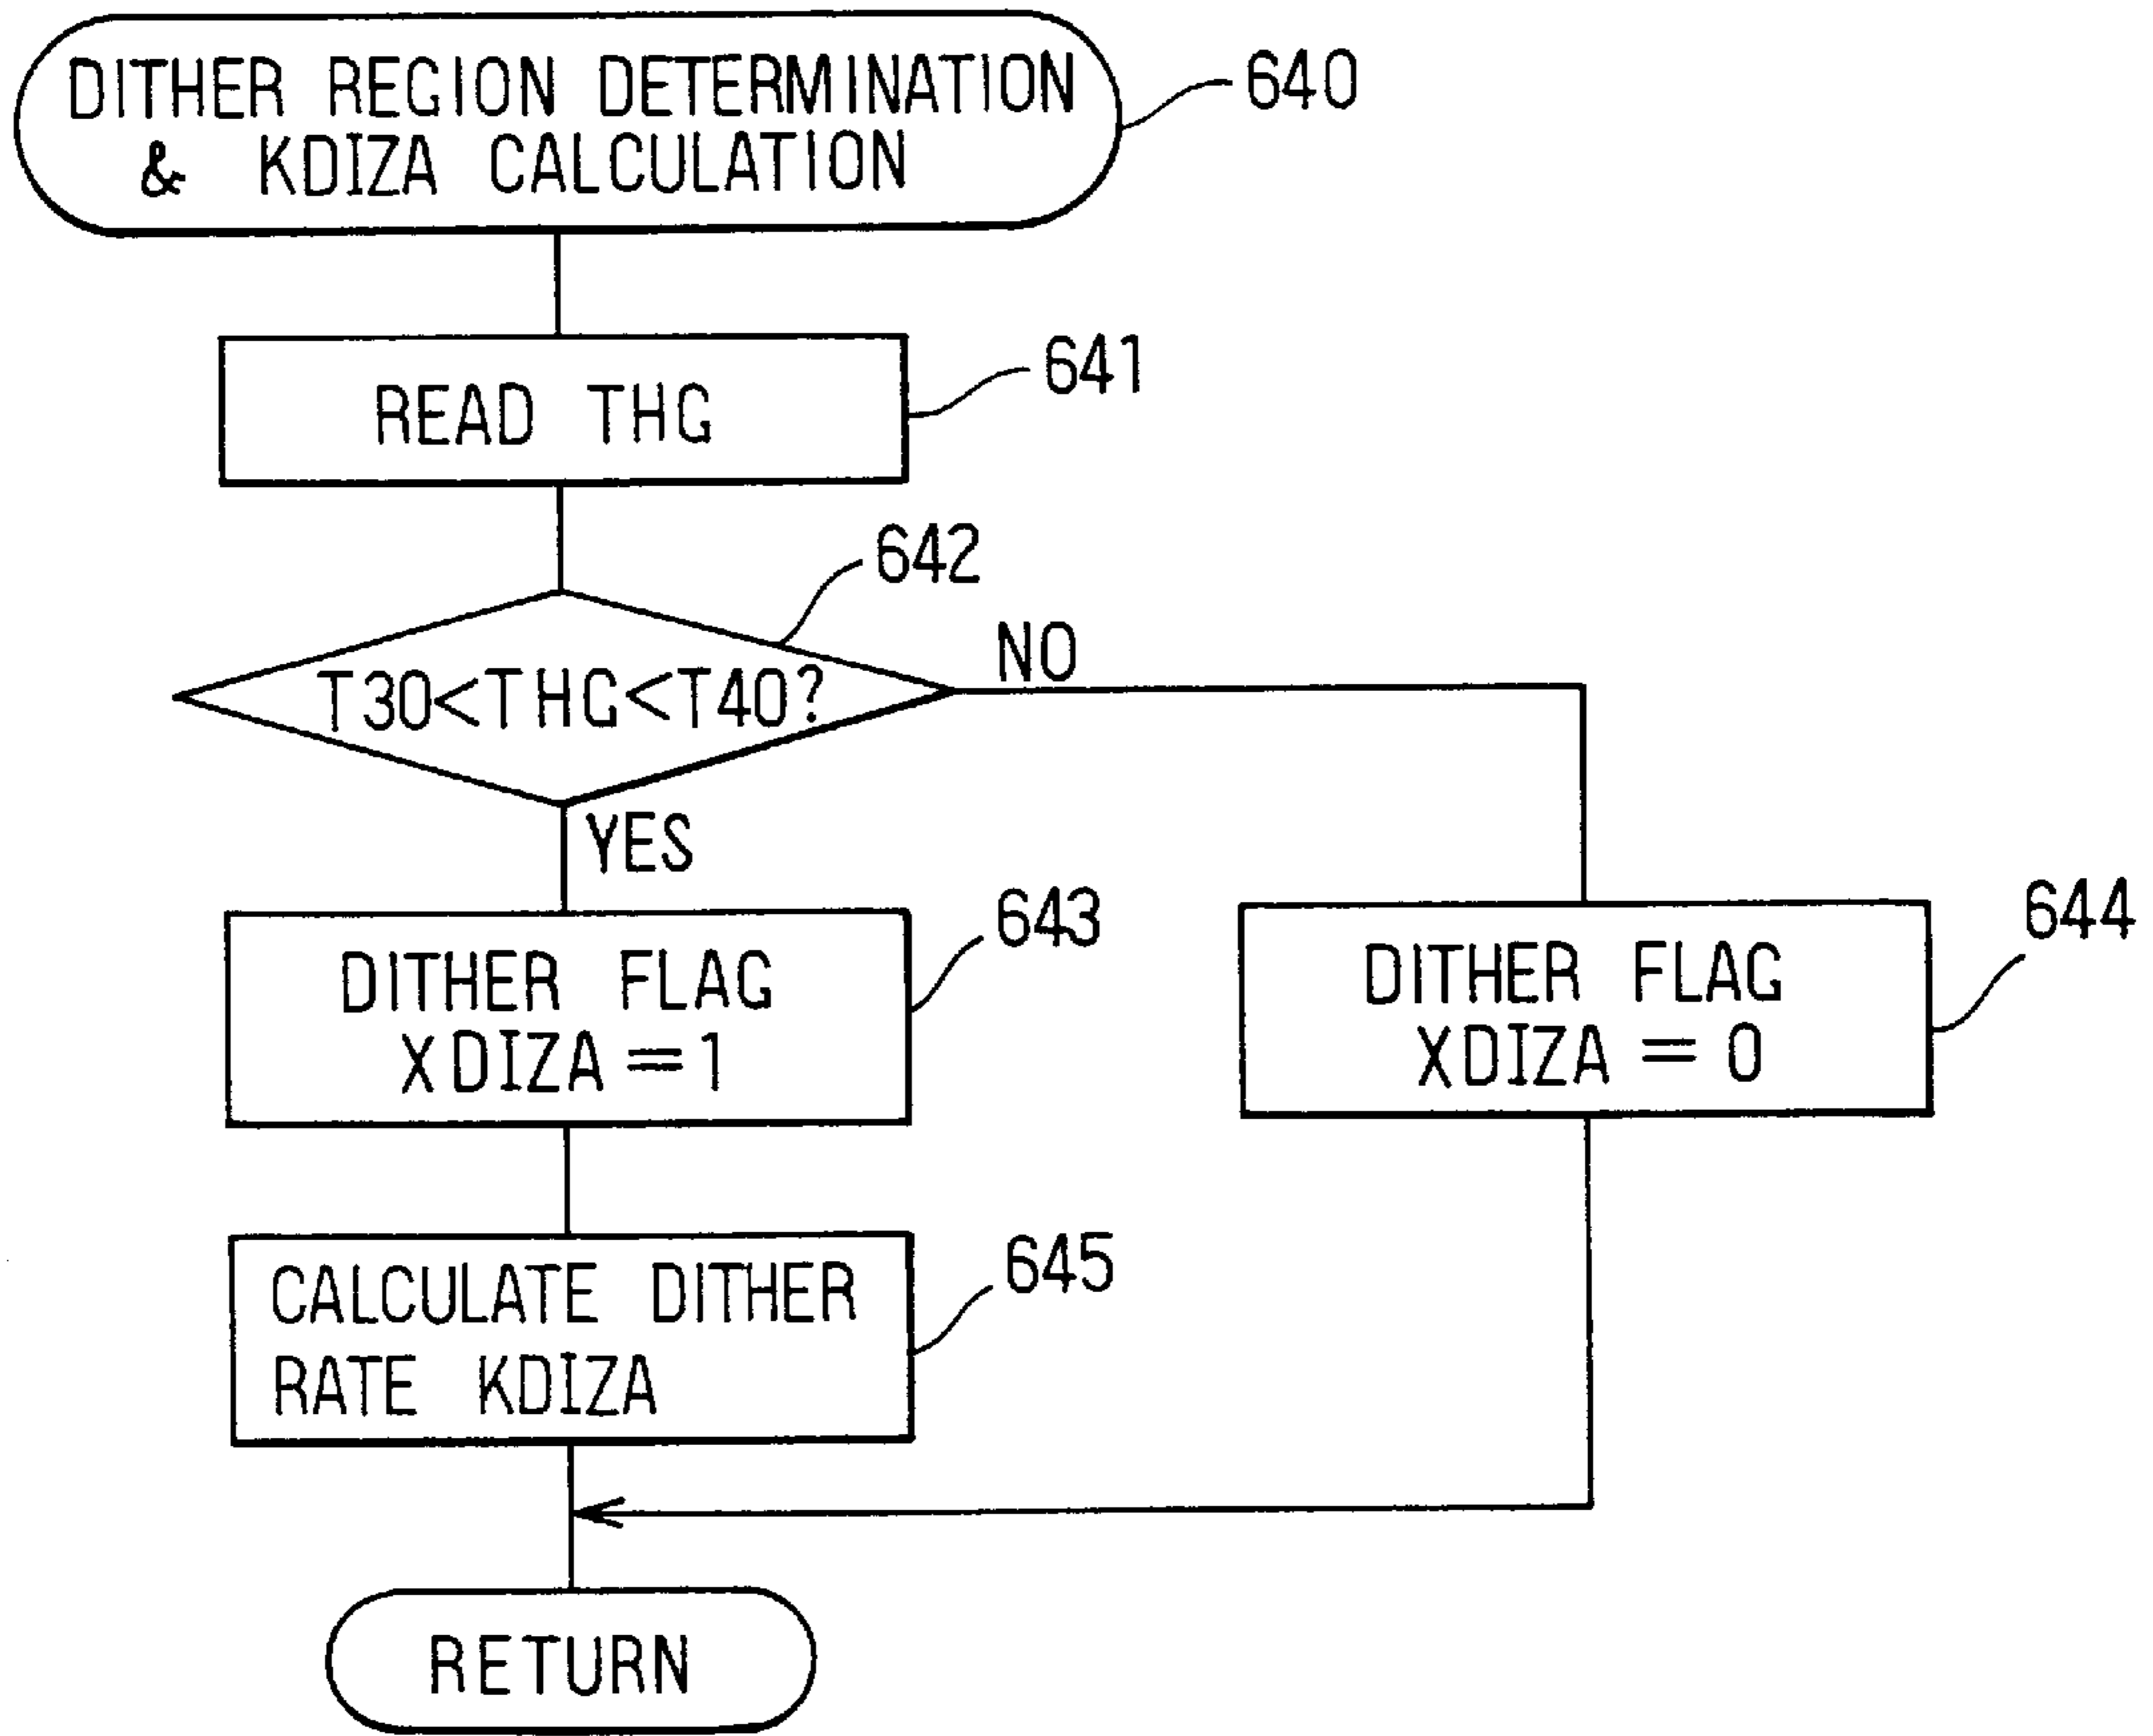 DITHER REGION DETERMINATION
& KDIZA CALCULATION
640
READ THG
641
642
T30<THG<T40?
NO
YES
DITHER FLAG
XDIZA=1
643
DITHER FLAG
XDIZA=0
644
CALCULATE DITHER
RATE KDIZA
645
RETURN